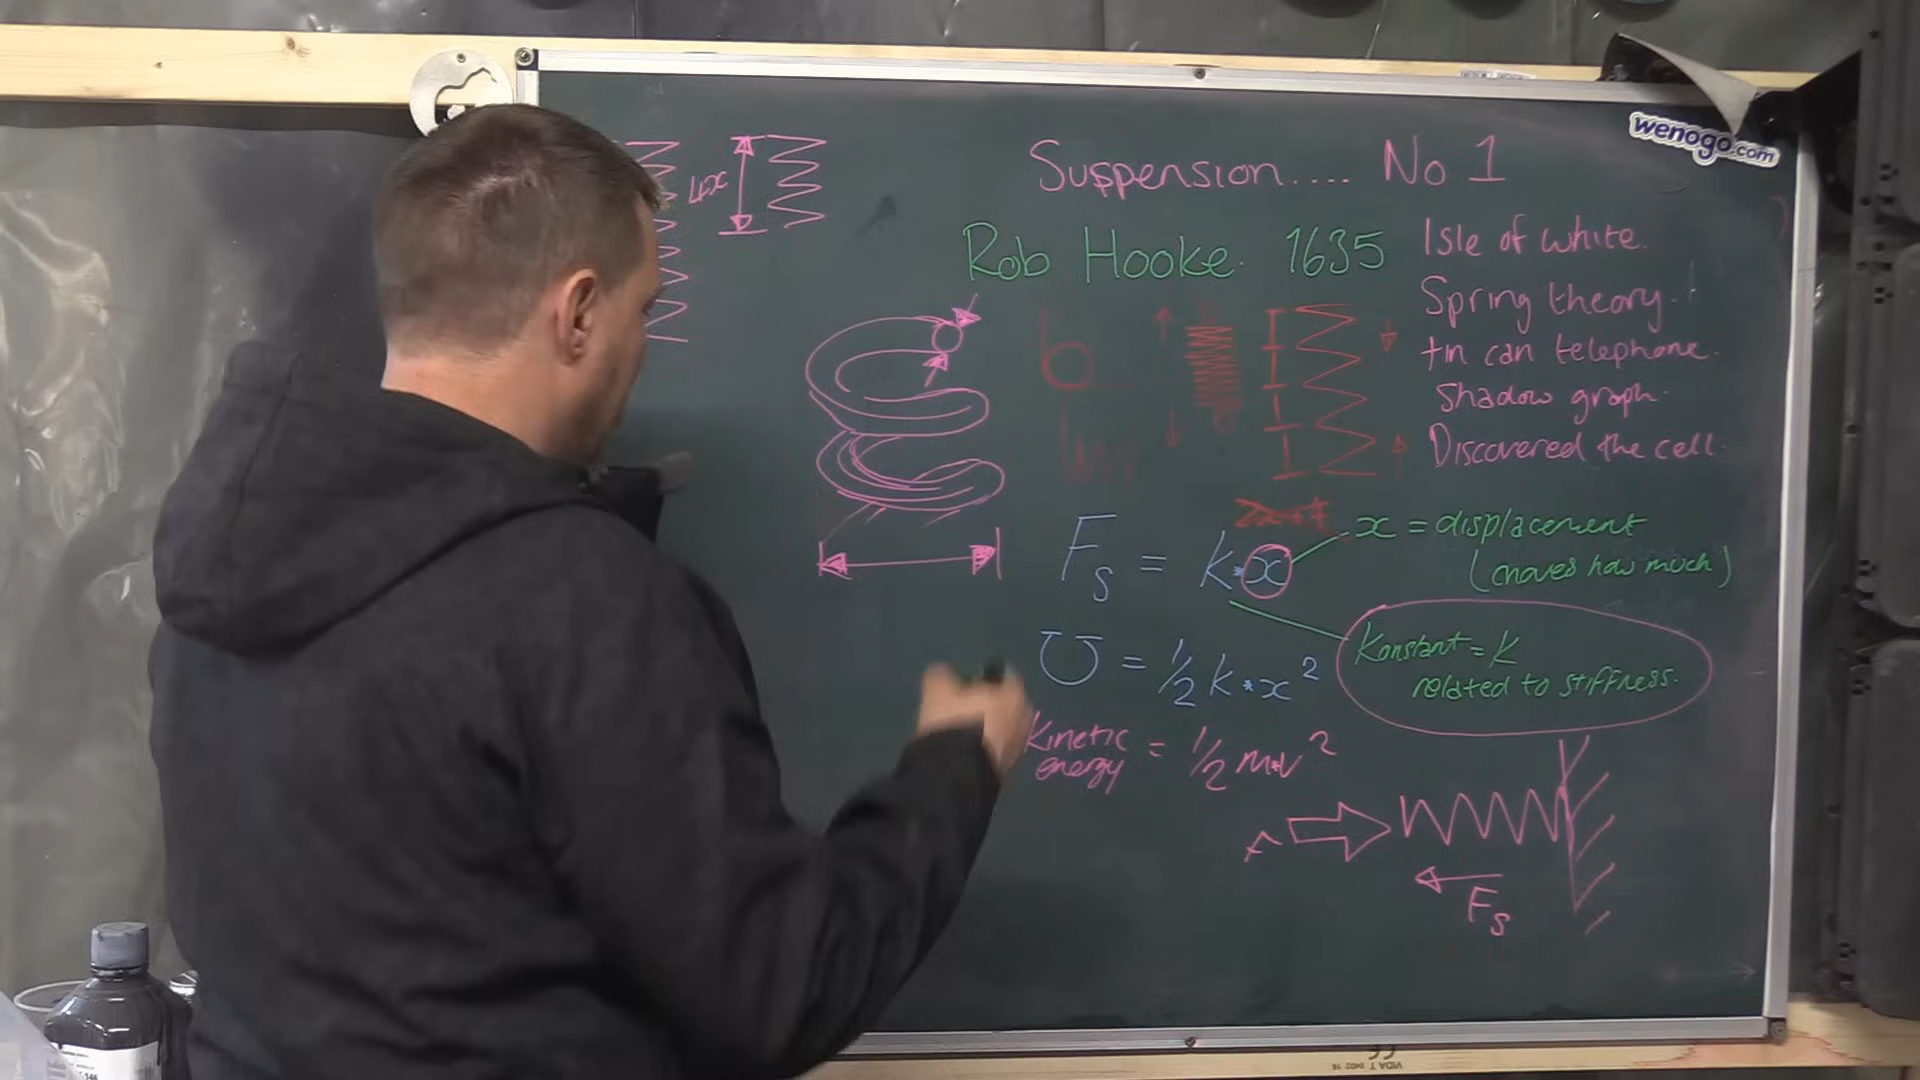 wenogo.com
Suspension.... No 1
4x
Rob Hooke 1635
Isle of white.
Spring theory.
tin can telephone.
Shadow graph.
Discovered the cell.
Fs = k*x
x = displacement
(moves how much)
U = 1/2 k*x²
Konstant = K
related to stiffness.
Kinetic energy = 1/2 m*v²
Fs